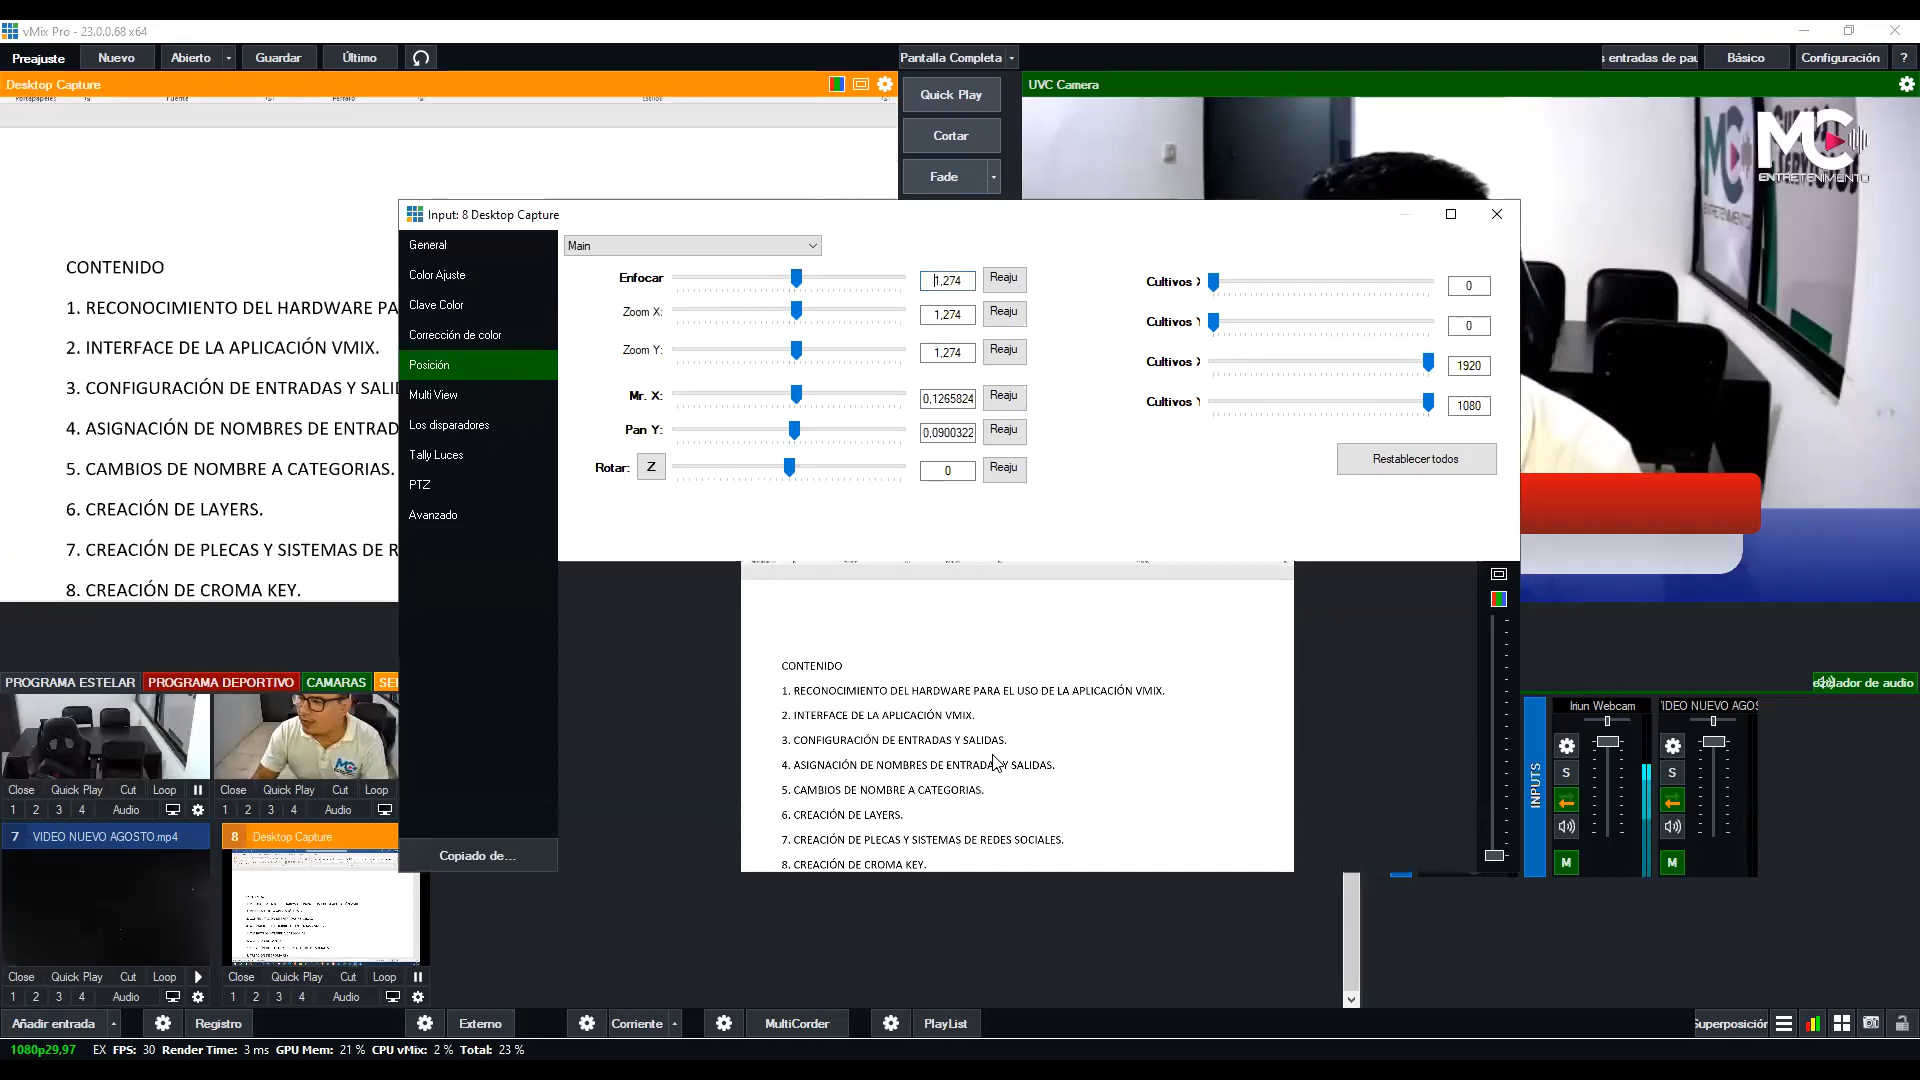 vMix Pro - 23.0.0.68 x64
Preajuste Nuevo Abierto Guardar Último Pantalla Completa s entradas de pau Básico Configuración ?
Desktop Capture
Quick Play
Cortar
Fade
UVC Camera
MC
ENTRETENIMIENTO
CONTENIDO
1. RECONOCIMIENTO DEL HARDWARE PA
2. INTERFACE DE LA APLICACIÓN VMIX.
3. CONFIGURACIÓN DE ENTRADAS Y SALI
4. ASIGNACIÓN DE NOMBRES DE ENTRAD
5. CAMBIOS DE NOMBRE A CATEGORIAS.
6. CREACIÓN DE LAYERS.
7. CREACIÓN DE PLECAS Y SISTEMAS DE R
8. CREACIÓN DE CROMA KEY.
Input: 8 Desktop Capture
General
Color Ajuste
Clave Color
Corrección de color
Posición
Multi View
Los disparadores
Tally Luces
PTZ
Avanzado
Copiado de...
Main
Enfocar 1,274 Reaju
Zoom X: 1,274 Reaju
Zoom Y: 1,274 Reaju
Mr. X: 0,1265824 Reaju
Pan Y: 0,0900322 Reaju
Rotar: Z 0 Reaju
Cultivos X 0
Cultivos Y 0
Cultivos X 1920
Cultivos Y 1080
Restablecer todos
CONTENIDO
1. RECONOCIMIENTO DEL HARDWARE PARA EL USO DE LA APLICACIÓN VMIX.
2. INTERFACE DE LA APLICACIÓN VMIX.
3. CONFIGURACIÓN DE ENTRADAS Y SALIDAS.
4. ASIGNACIÓN DE NOMBRES DE ENTRADA Y SALIDAS.
5. CAMBIOS DE NOMBRE A CATEGORIAS.
6. CREACIÓN DE LAYERS.
7. CREACIÓN DE PLECAS Y SISTEMAS DE REDES SOCIALES.
8. CREACIÓN DE CROMA KEY.
PROGRAMA ESTELAR PROGRAMA DEPORTIVO CAMARAS SE
Close Quick Play Cut Loop
1 2 3 4 Audio
Close Quick Play Cut Loop
1 2 3 4 Audio
7 VIDEO NUEVO AGOSTO.mp4
8 Desktop Capture
Close Quick Play Cut Loop
1 2 3 4 Audio
Close Quick Play Cut Loop
1 2 3 4 Audio
ezclador de audio
INPUTS
Iriun Webcam
S
M
VIDEO NUEVO AGOS
S
M
Añadir entrada Registro Externo Corriente MultiCorder PlayList Superposición
1080p29,97 EX FPS: 30 Render Time: 3 ms GPU Mem: 21 % CPU vMix: 2 % Total: 23 %